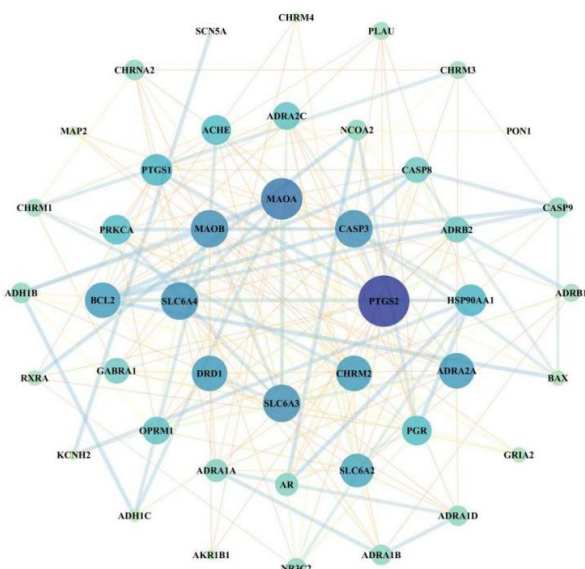 CHRM4
SCN5A
PLAU
CHRNA2
CHRM3
ADRA2C
ACHE
NCOA2
MAP2
PON1
PTGS1
CASP8
MAOA
CHRM1
CASP9
PRKCA
MAOB
CASP3
ADRB2
ADH1B
ADRB1
BCL2
SLC6A4
PTGS2
HSP90AA1
RXRA
GABRA1
DRD1
CHRM2
ADRA2A
BAX
SLC6A3
OPRM1
PGR
KCNH2
GRIA2
ADRA1A
SLC6A2
AR
ADH1C
ADRA1D
AKR1B1
ADRA1B
NR3C2